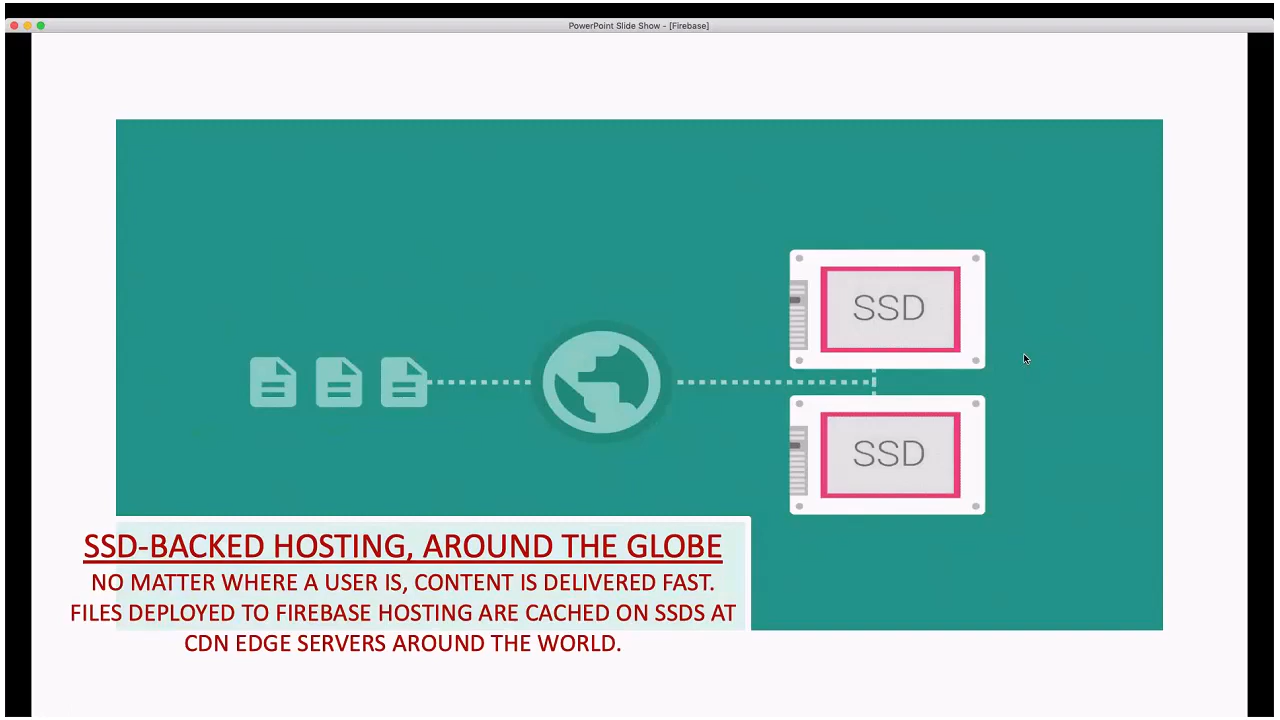 PowerPoint Slide Show - [Firebase]
SSD
SSD
SSD-BACKED HOSTING, AROUND THE GLOBE
NO MATTER WHERE A USER IS, CONTENT IS DELIVERED FAST.
FILES DEPLOYED TO FIREBASE HOSTING ARE CACHED ON SSDS AT
CDN EDGE SERVERS AROUND THE WORLD.